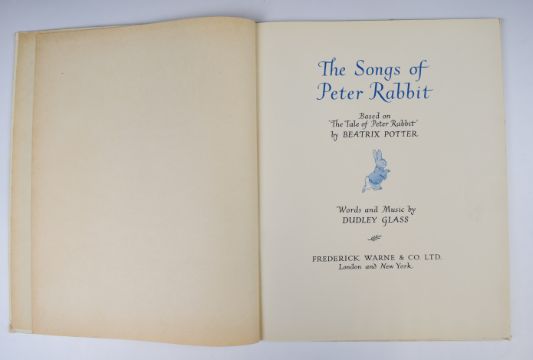 The Songs of
Peter Rabbit
Based on
"The Tale of Peter Rabbit"
by BEATRIX POTTER
Words and Music by
DUDLEY GLASS
FREDERICK WARNE & CO. LTD.
London and New York.